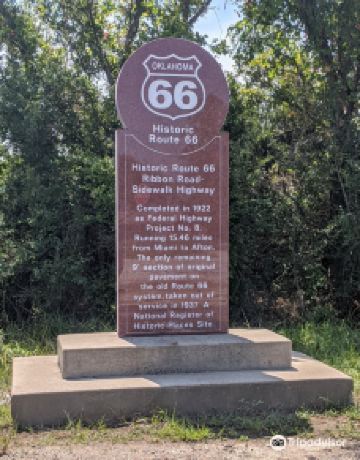 OKLAHOMA
66
Historic
Route 66
Historic Route 66
Ribbon Road-
Sidewalk Highway
Completed in 1922
as Federal Highway
Project No. 8.
Running 15.46 miles
from Miami to Afton.
The only remaining
9' section of original
pavement on
the old Route 66
system, taken out of
service in 1937. A
National Register of
Historic Places Site
Tripadvisor